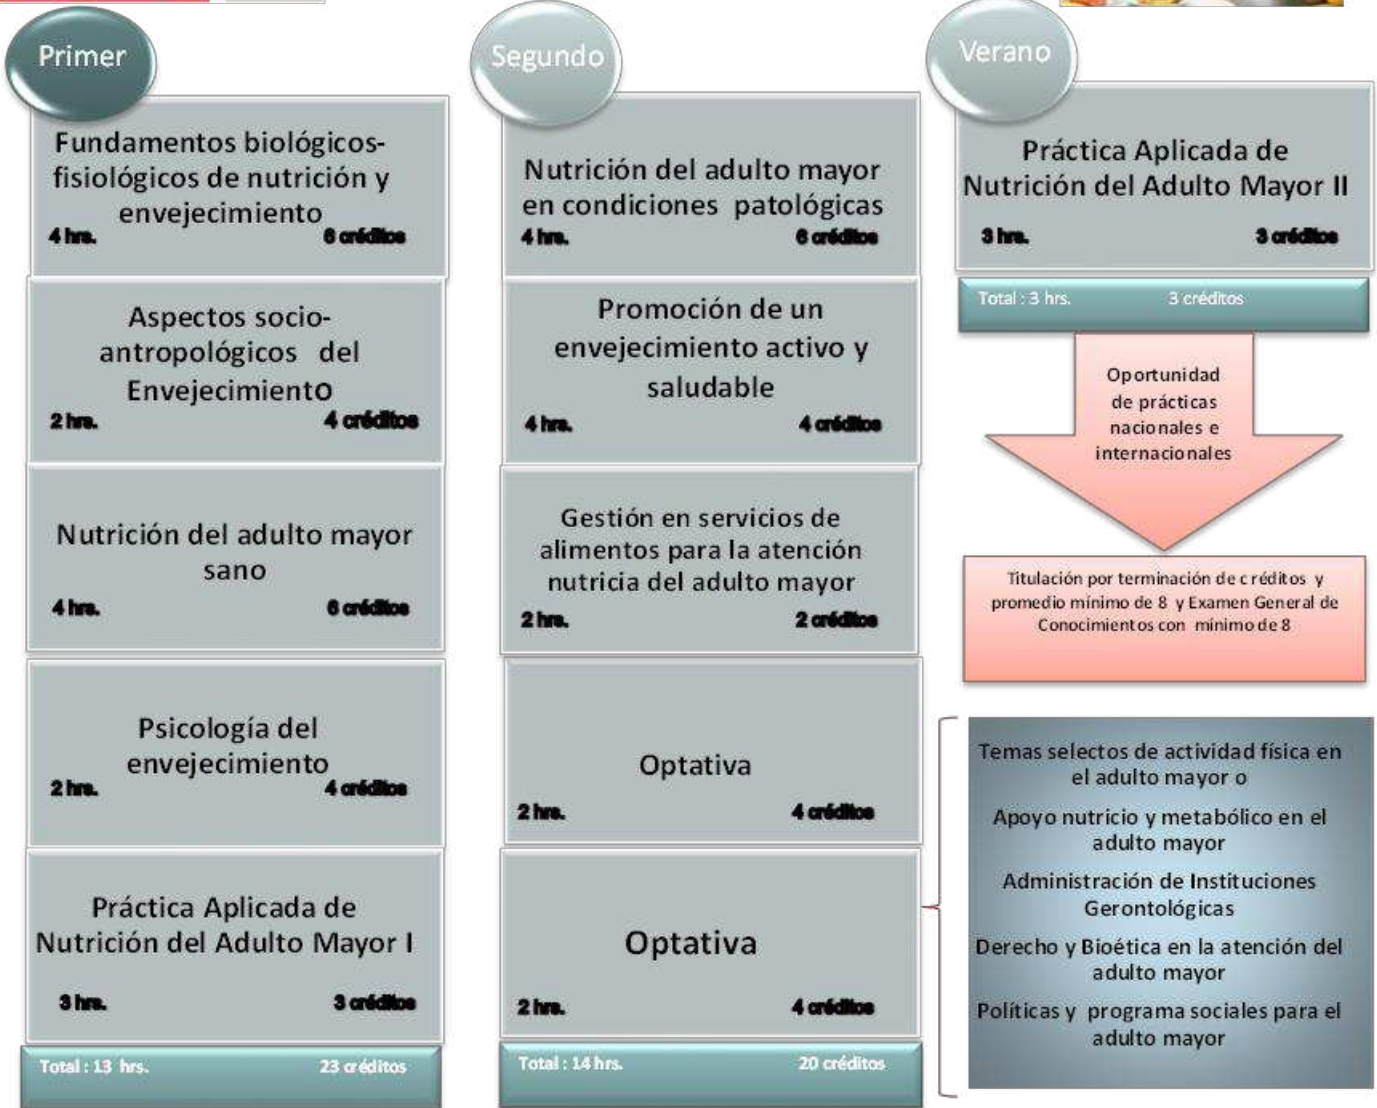 Primer
Fundamentos biológicos-
fisiológicos de nutrición y
envejecimiento
4 hrs. 6 créditos
Aspectos socio-
antropológicos del
Envejecimiento
2 hrs. 4 créditos
Nutrición del adulto mayor
sano
4 hrs. 6 créditos
Psicología del
envejecimiento
2 hrs. 4 créditos
Práctica Aplicada de
Nutrición del Adulto Mayor I
3 hrs. 3 créditos
Total : 13 hrs. 23 créditos
Segundo
Nutrición del adulto mayor
en condiciones patológicas
4 hrs. 6 créditos
Promoción de un
envejecimiento activo y
saludable
4 hrs. 4 créditos
Gestión en servicios de
alimentos para la atención
nutricia del adulto mayor
2 hrs. 2 créditos
Optativa
2 hrs. 4 créditos
Optativa
2 hrs. 4 créditos
Total : 14 hrs. 20 créditos
Verano
Práctica Aplicada de
Nutrición del Adulto Mayor II
3 hrs. 3 créditos
Total : 3 hrs. 3 créditos
Oportunidad
de prácticas
nacionales e
internacionales
Titulación por terminación de créditos y
promedio mínimo de 8 y Examen General de
Conocimientos con mínimo de 8
Temas selectos de actividad física en
el adulto mayor o
Apoyo nutricio y metabólico en el
adulto mayor
Administración de Instituciones
Gerontológicas
Derecho y Bioética en la atención del
adulto mayor
Políticas y programa sociales para el
adulto mayor